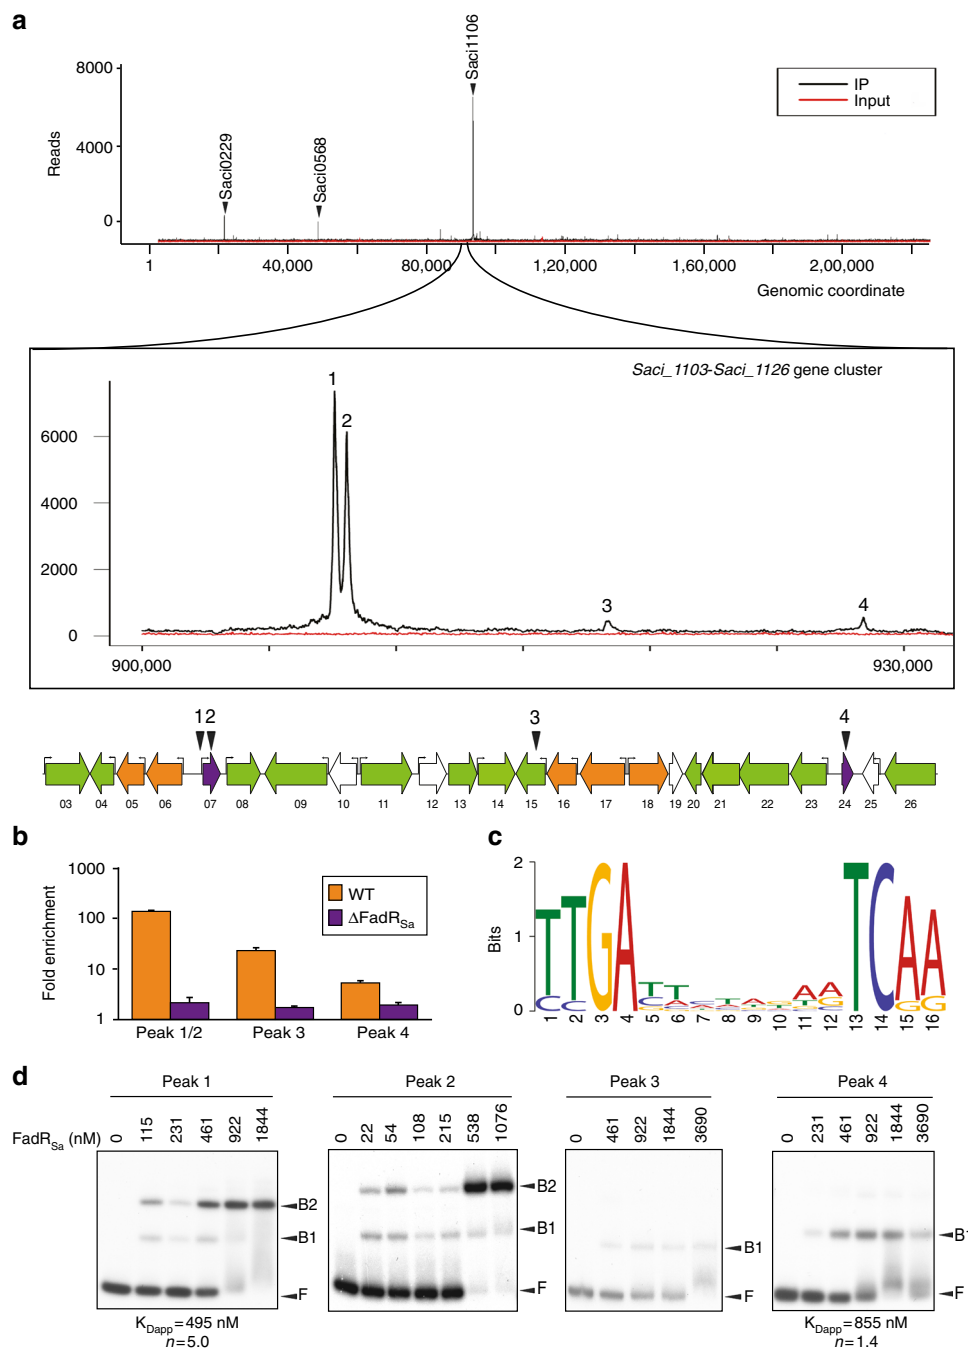 a
Saci1106
8000
IP
Input
Saci0229
Saci0568
4000
Reads
0
1
40,000
80,000
1,20,000
1,60,000
2,00,000
Genomic coordinate
Saci_1103-Saci_1126 gene cluster
1
2
6000
4000
2000
3
4
0
900,000
930,000
1 2 3 4
03 04 05 06 07 08 09 10 11 12 13 14 15 16 17 18 19 20 21 22 23 24 25 26
b
1000
100
10
1
Fold enrichment
WT
ΔFadRSa
Peak 1/2
Peak 3
Peak 4
c
2
1
0
Bits
1 2 3 4 5 6 7 8 9 10 11 12 13 14 15 16
d
Peak 1
Peak 2
Peak 3
Peak 4
FadRSa (nM)
0 115 231 461 922 1844
0 22 54 108 215 538 1076
0 461 922 1844 3690
0 231 461 922 1844 3690
B2
B1
F
B2
B1
F
B1
F
B1
F
KDapp=495 nM
n=5.0
KDapp=855 nM
n=1.4